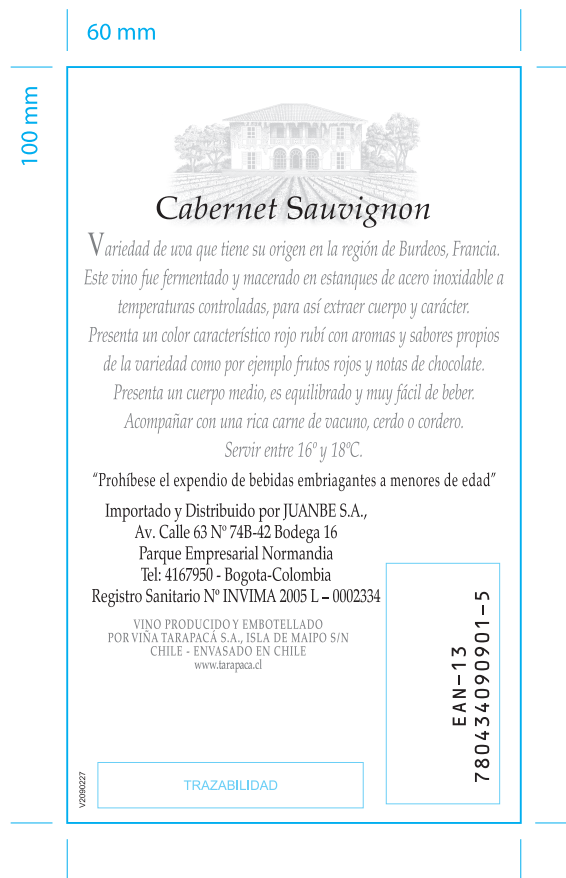 60 mm
100 mm
Cabernet Sauvignon
Variedad de uva que tiene su origen en la región de Burdeos, Francia.
Este vino fue fermentado y macerado en estanques de acero inoxidable a
temperaturas controladas, para así extraer cuerpo y carácter.
Presenta un color característico rojo rubí con aromas y sabores propios
de la variedad como por ejemplo frutos rojos y notas de chocolate.
Presenta un cuerpo medio, es equilibrado y muy fácil de beber.
Acompañar con una rica carne de vacuno, cerdo o cordero.
Servir entre 16º y 18ºC.
“Prohíbese el expendio de bebidas embriagantes a menores de edad”
Importado y Distribuido por JUANBE S.A.,
Av. Calle 63 Nº 74B-42 Bodega 16
Parque Empresarial Normandia
Tel: 4167950 - Bogota-Colombia
Registro Sanitario Nº INVIMA 2005 L – 0002334
VINO PRODUCIDO Y EMBOTELLADO
POR VIÑA TARAPACÁ S.A., ISLA DE MAIPO S/N
CHILE - ENVASADO EN CHILE
www.tarapaca.cl
EAN–13
780434090901–5
V2090227
TRAZABILIDAD